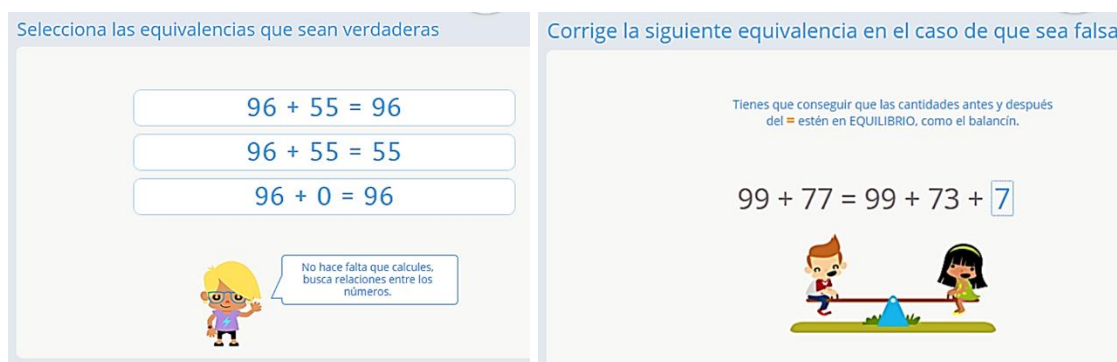 Selecciona las equivalencias que sean verdaderas
96 + 55 = 96
96 + 55 = 55
96 + 0 = 96
No hace falta que calcules,
busca relaciones entre los
números.
Corrige la siguiente equivalencia en el caso de que sea falsa
Tienes que conseguir que las cantidades antes y después
del = estén en EQUILIBRIO, como el balancín.
99 + 77 = 99 + 73 + 7